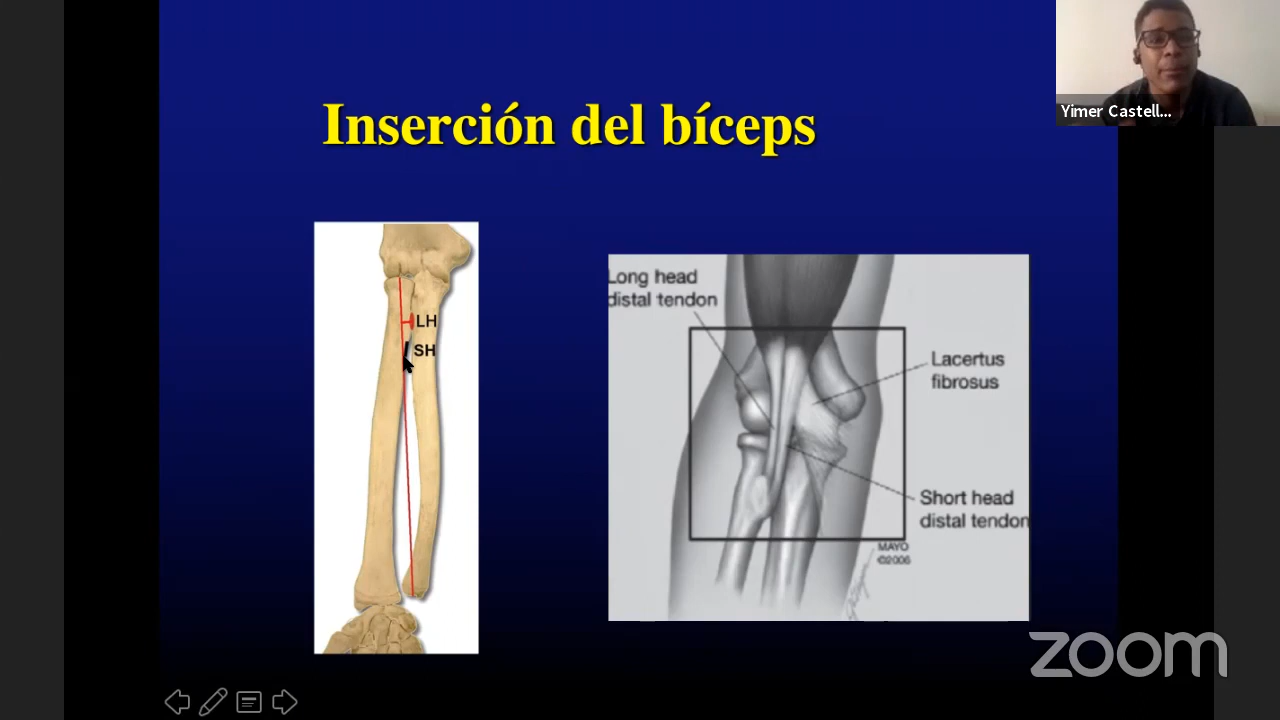 Inserción del bíceps
Yimer Castell...
LH
SH
Long head
distal tendon
Lacertus
fibrosus
Short head
distal tendon
MAYO
©2006
zoom